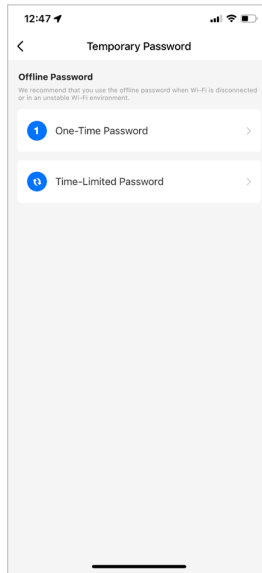 12:47
Temporary Password
Offline Password
We recommend that you use the offline password when Wi-Fi is disconnected
or in an unstable Wi-Fi environment.
1 One-Time Password
Time-Limited Password